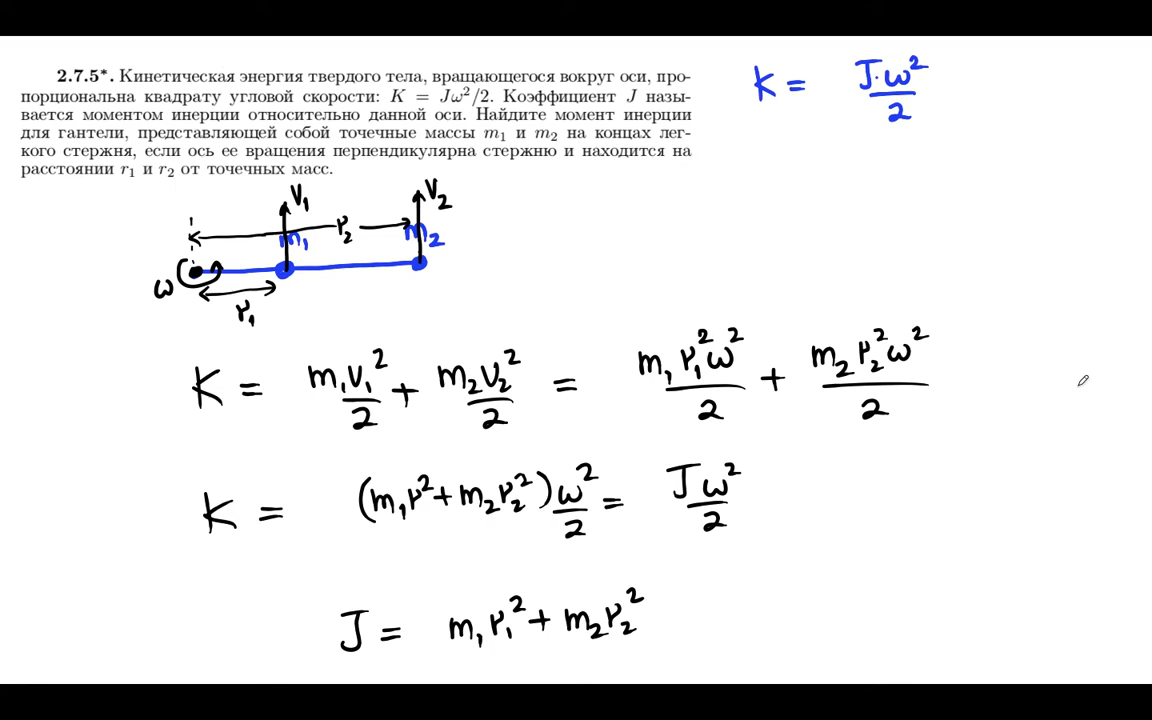 2.7.5*. Кинетическая энергия твердого тела, вращающегося вокруг оси, про-
порциональна квадрату угловой скорости: K = Jω²/2. Коэффициент J назы-
вается моментом инерции относительно данной оси. Найдите момент инерции
для гантели, представляющей собой точечные массы m₁ и m₂ на концах лег-
кого стержня, если ось ее вращения перпендикулярна стержню и находится на
расстоянии r₁ и r₂ от точечных масс.
K = J·ω²/2
V₁ V₂
r₂
m₁ m₂
ω
r₁
K = m₁V₁²/2 + m₂V₂²/2 = m₁r₁²ω²/2 + m₂r₂²ω²/2
K = (m₁r²+m₂r₂²)ω²/2 = Jω²/2
J = m₁r₁² + m₂r₂²